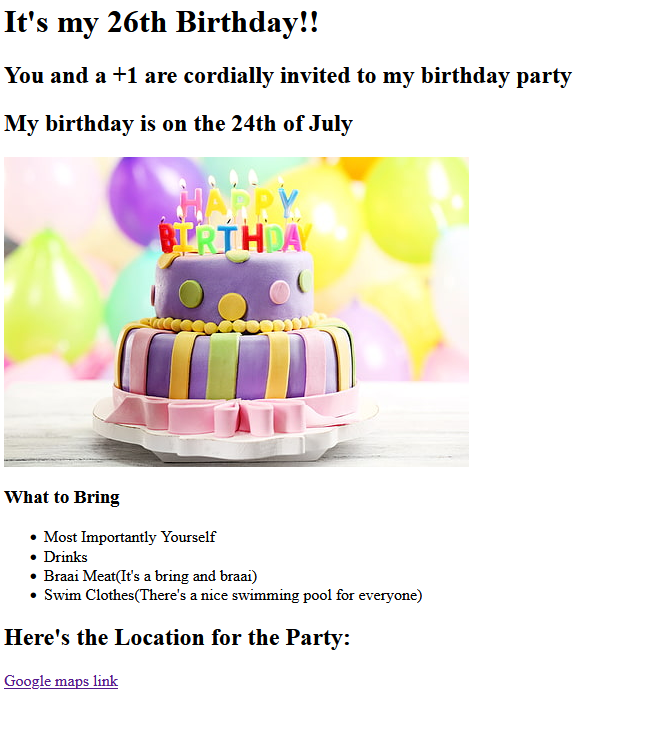 It's my 26th Birthday!!
You and a +1 are cordially invited to my birthday party
My birthday is on the 24th of July
HAPPY
BIRTHDAY
What to Bring
Most Importantly Yourself
Drinks
Braai Meat(It's a bring and braai)
Swim Clothes(There's a nice swimming pool for everyone)
Here's the Location for the Party:
Google maps link